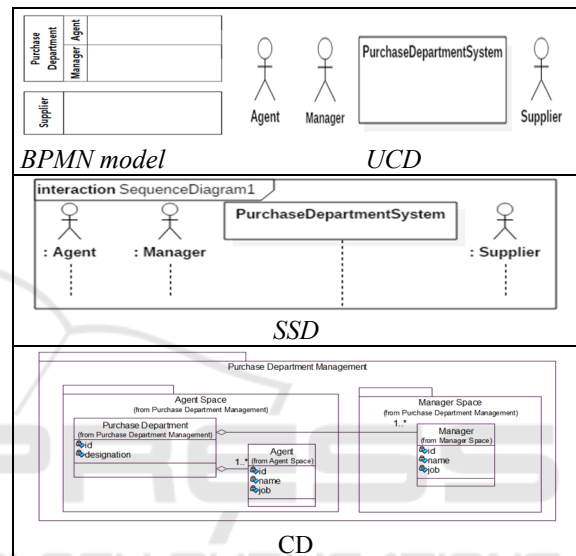 Purchase
Department
Manager Agent
Supplier
BPMN model
PurchaseDepartmentSystem
Agent
Manager
Supplier
UCD
interaction SequenceDiagram1
PurchaseDepartmentSystem
: Agent
: Manager
: Supplier
SSD
Purchase Department Management
Agent Space
(from Purchase Department Management)
Purchase Department
(from Purchase Department Management)
id
designation
1..*
Agent
(from Agent Space)
id
name
job
Manager Space
(from Purchase Department Management)
1..*
Manager
(from Manager Space)
id
name
job
CD